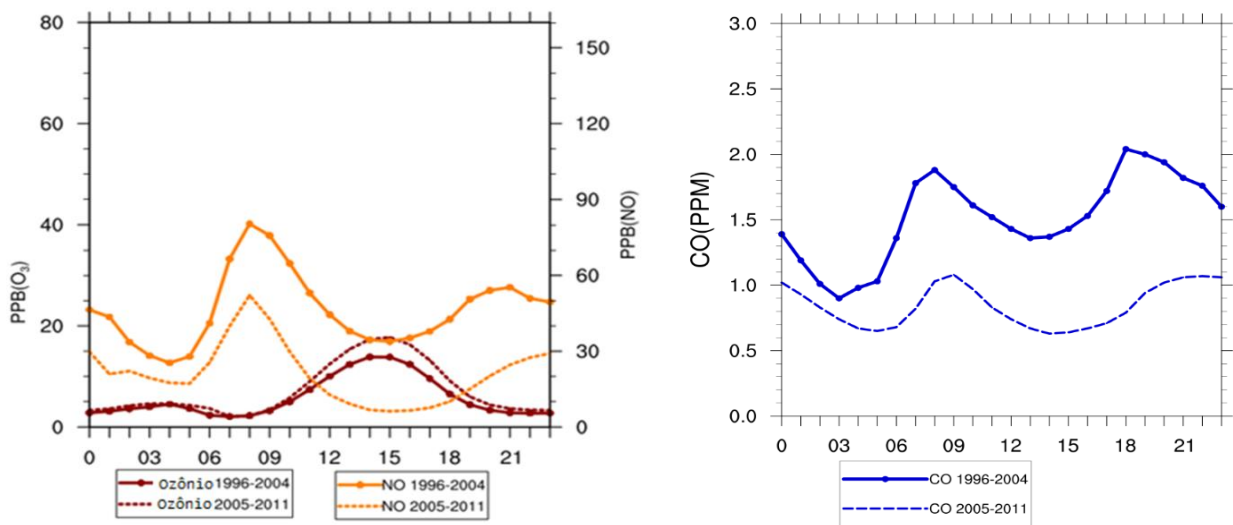 80
60
40
20
0
PPB(O₃)
150
120
90
60
30
0
PPB(NO)
0 03 06 09 12 15 18 21
Ozônio 1996-2004
Ozônio 2005-2011
NO 1996-2004
NO 2005-2011
3.0
2.5
2.0
1.5
1.0
0.5
0.0
CO(PPM)
00 03 06 09 12 15 18 21
CO 1996-2004
CO 2005-2011